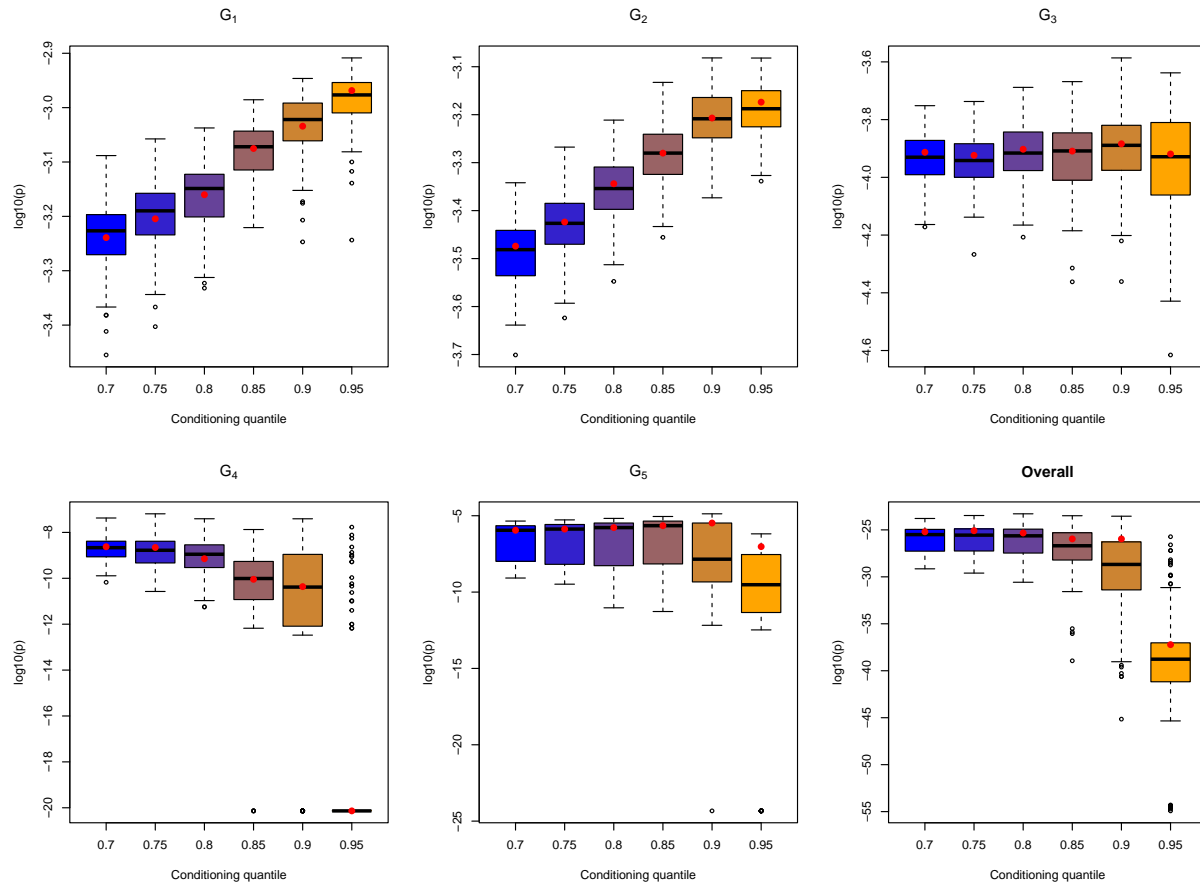 G1
log10(p)
−2.9
−3.0
−3.1
−3.2
−3.3
−3.4
0.7 0.75 0.8 0.85 0.9 0.95
Conditioning quantile
G2
log10(p)
−3.1
−3.2
−3.3
−3.4
−3.5
−3.6
−3.7
0.7 0.75 0.8 0.85 0.9 0.95
Conditioning quantile
G3
log10(p)
−3.6
−3.8
−4.0
−4.2
−4.4
−4.6
0.7 0.75 0.8 0.85 0.9 0.95
Conditioning quantile
G4
log10(p)
−8
−10
−12
−14
−16
−18
−20
0.7 0.75 0.8 0.85 0.9 0.95
Conditioning quantile
G5
log10(p)
−5
−10
−15
−20
−25
0.7 0.75 0.8 0.85 0.9 0.95
Conditioning quantile
Overall
log10(p)
−25
−30
−35
−40
−45
−50
−55
0.7 0.75 0.8 0.85 0.9 0.95
Conditioning quantile